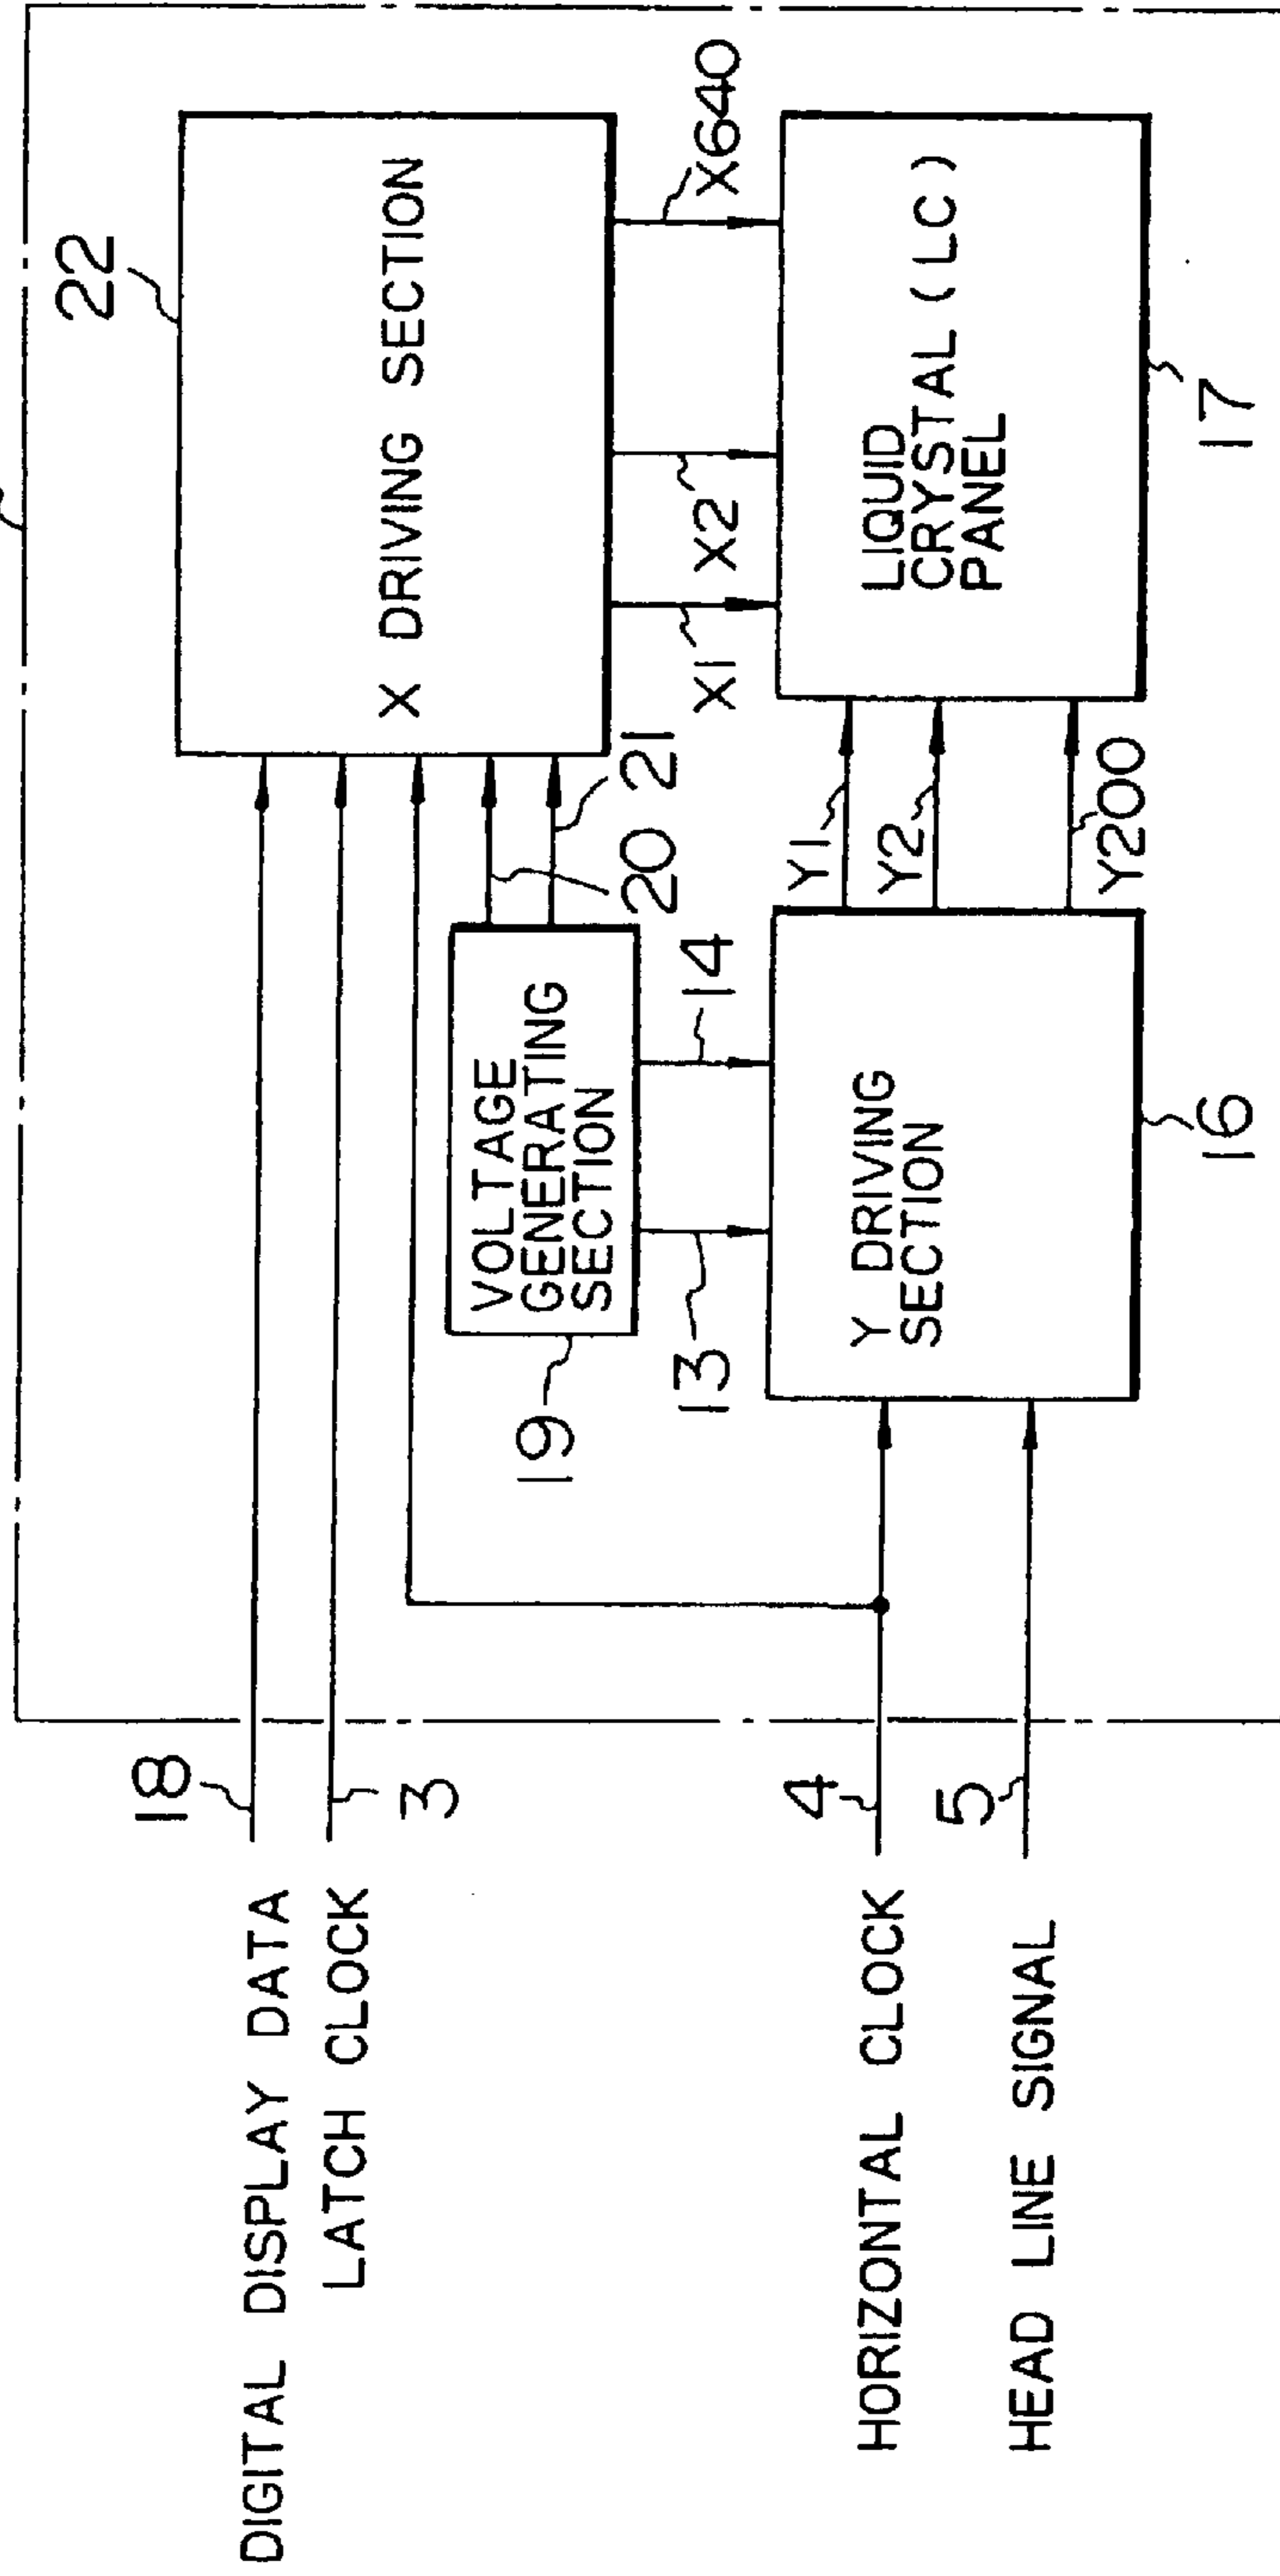 DIGITAL DISPLAY DATA
18
LATCH CLOCK
3
22
X DRIVING SECTION
VOLTAGE
GENERATING
SECTION
19
20
21
13
14
X1
X2
X640
HORIZONTAL CLOCK
4
HEAD LINE SIGNAL
5
Y DRIVING
SECTION
16
Y1
Y2
Y200
LIQUID
CRYSTAL (LC)
PANEL
17